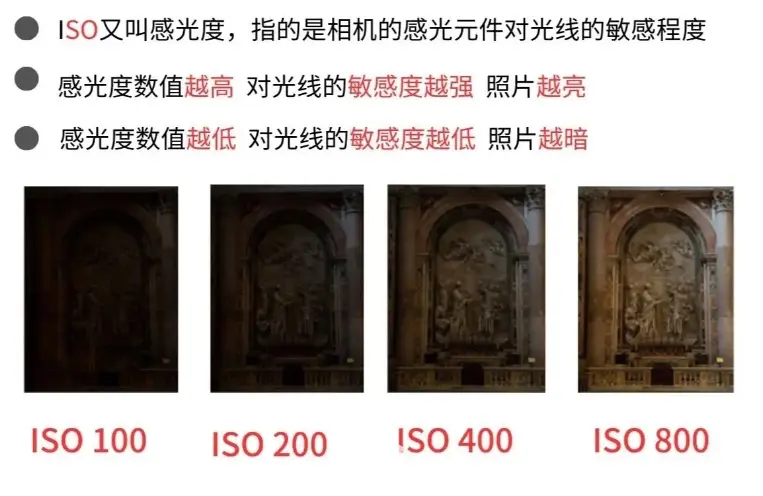 ISO又叫感光度，指的是相机的感光元件对光线的敏感程度
感光度数值越高 对光线的敏感度越强 照片越亮
感光度数值越低 对光线的敏感度越低 照片越暗
ISO 100 ISO 200 ISO 400 ISO 800